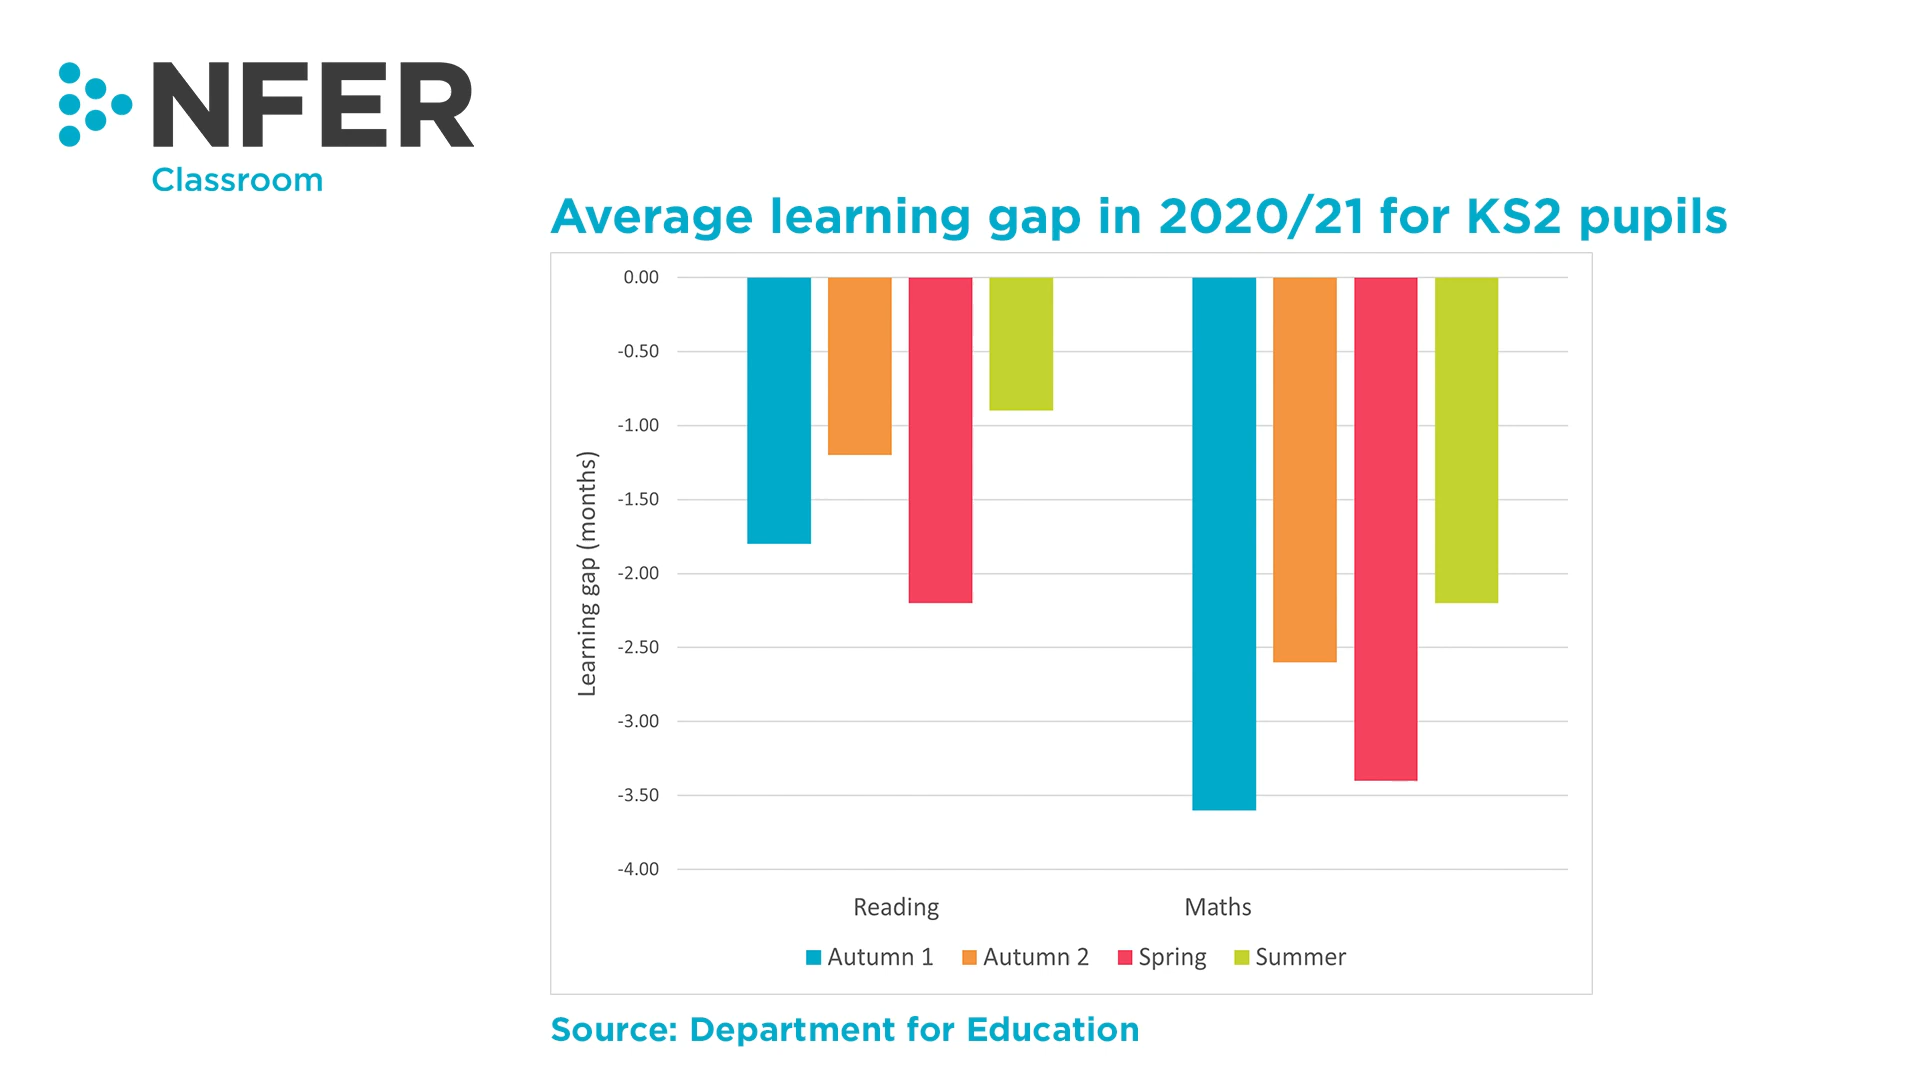 NFER
Classroom
Average learning gap in 2020/21 for KS2 pupils
Learning gap (months)
0.00
-0.50
-1.00
-1.50
-2.00
-2.50
-3.00
-3.50
-4.00
Reading Maths
Autumn 1 Autumn 2 Spring Summer
Source: Department for Education